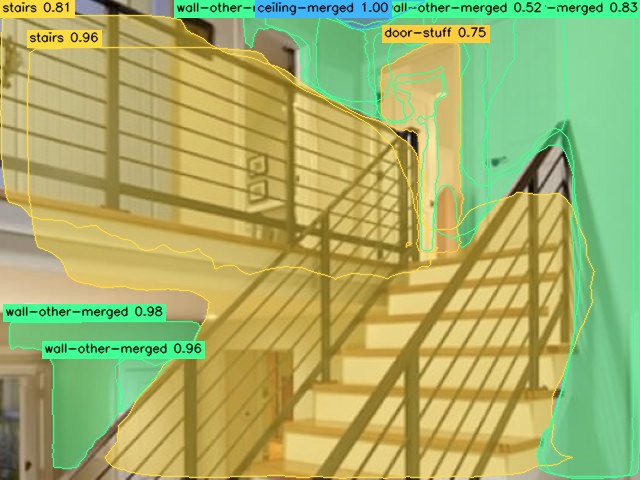 stairs 0.81
wall-other-
ceiling-merged 1.00
all-other-merged 0.52
-merged 0.83
stairs 0.96
door-stuff 0.75
wall-other-merged 0.98
wall-other-merged 0.96